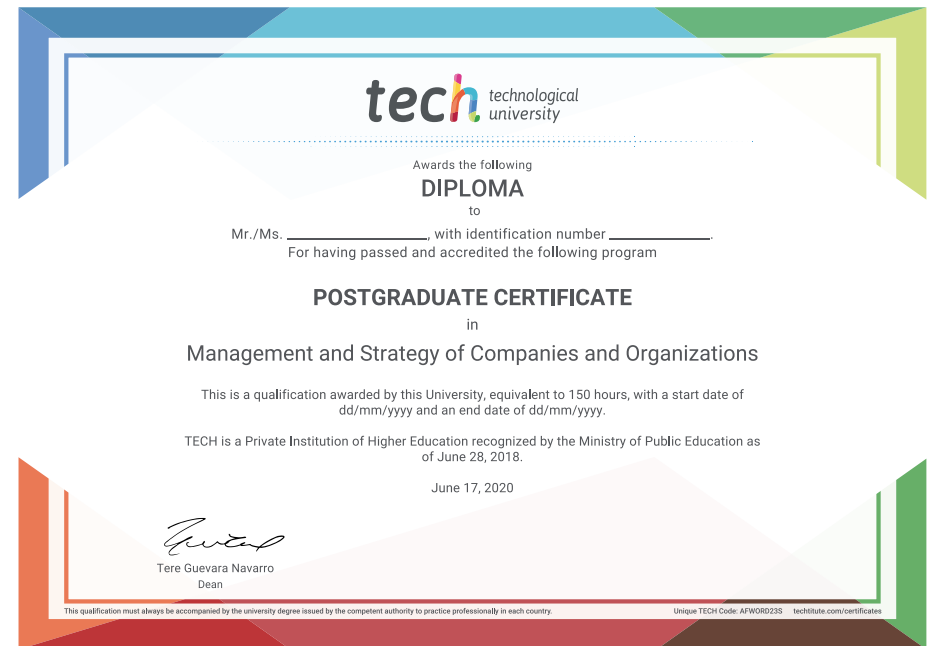 tech technological
university
Awards the following
DIPLOMA
to
Mr./Ms. ____________________, with identification number ______________.
For having passed and accredited the following program
POSTGRADUATE CERTIFICATE
in
Management and Strategy of Companies and Organizations
This is a qualification awarded by this University, equivalent to 150 hours, with a start date of
dd/mm/yyyy and an end date of dd/mm/yyyy.
TECH is a Private Institution of Higher Education recognized by the Ministry of Public Education as
of June 28, 2018.
June 17, 2020
Tere Guevara Navarro
Dean
This qualification must always be accompanied by the university degree issued by the competent authority to practice professionally in each country.
Unique TECH Code: AFWORD23S techtitute.com/certificates